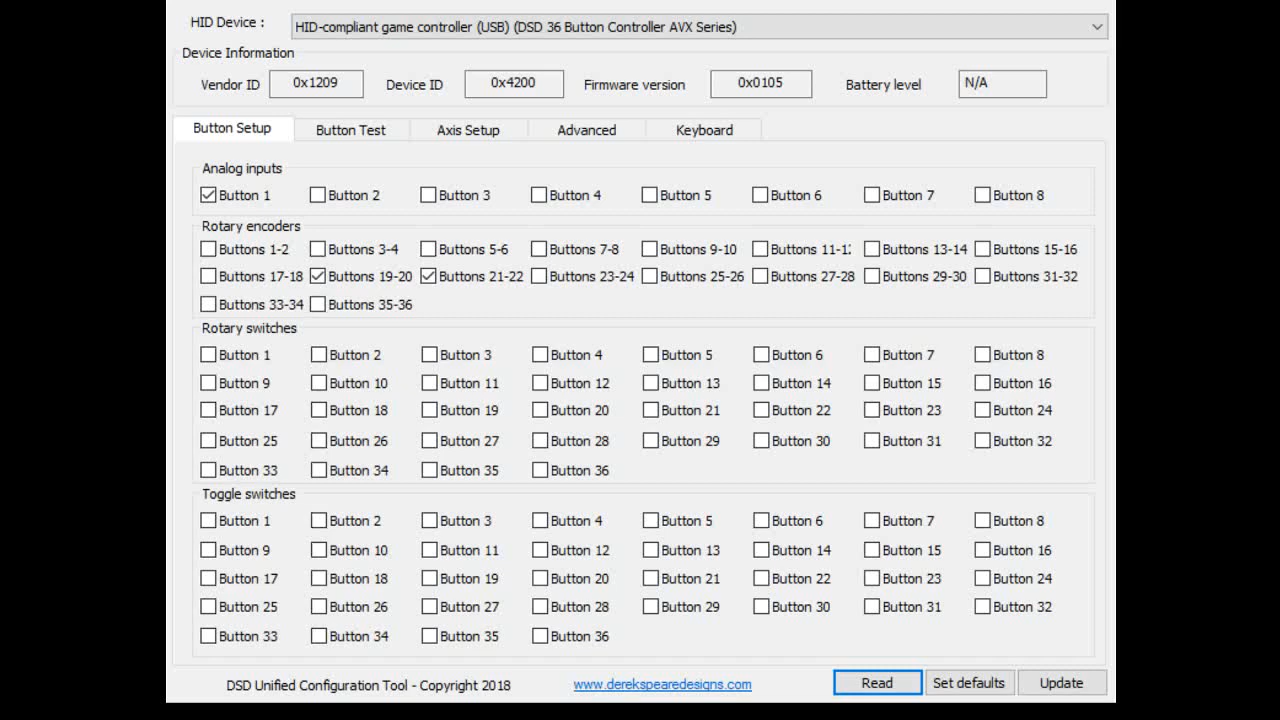 HID Device :
HID-compliant game controller (USB) (DSD 36 Button Controller AVX Series)
Device Information
Vendor ID 0x1209 Device ID 0x4200 Firmware version 0x0105 Battery level N/A
Button Setup Button Test Axis Setup Advanced Keyboard
Analog inputs
Button 1 Button 2 Button 3 Button 4 Button 5 Button 6 Button 7 Button 8
Rotary encoders
Buttons 1-2 Buttons 3-4 Buttons 5-6 Buttons 7-8 Buttons 9-10 Buttons 11-12 Buttons 13-14 Buttons 15-16
Buttons 17-18 Buttons 19-20 Buttons 21-22 Buttons 23-24 Buttons 25-26 Buttons 27-28 Buttons 29-30 Buttons 31-32
Buttons 33-34 Buttons 35-36
Rotary switches
Button 1 Button 2 Button 3 Button 4 Button 5 Button 6 Button 7 Button 8
Button 9 Button 10 Button 11 Button 12 Button 13 Button 14 Button 15 Button 16
Button 17 Button 18 Button 19 Button 20 Button 21 Button 22 Button 23 Button 24
Button 25 Button 26 Button 27 Button 28 Button 29 Button 30 Button 31 Button 32
Button 33 Button 34 Button 35 Button 36
Toggle switches
Button 1 Button 2 Button 3 Button 4 Button 5 Button 6 Button 7 Button 8
Button 9 Button 10 Button 11 Button 12 Button 13 Button 14 Button 15 Button 16
Button 17 Button 18 Button 19 Button 20 Button 21 Button 22 Button 23 Button 24
Button 25 Button 26 Button 27 Button 28 Button 29 Button 30 Button 31 Button 32
Button 33 Button 34 Button 35 Button 36
DSD Unified Configuration Tool - Copyright 2018 www.derekspearedesigns.com Read Set defaults Update